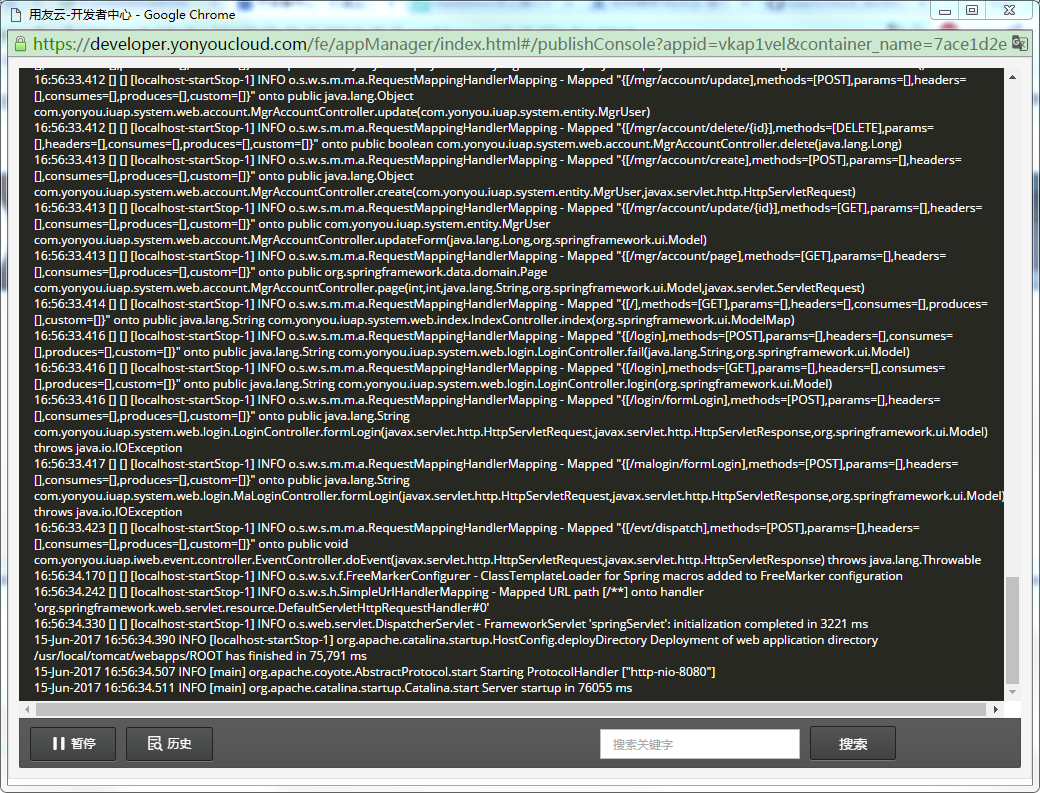 用友云-开发者中心 - Google Chrome
https://developer.yonyoucloud.com/fe/appManager/index.html#/publishConsole?appid=vkap1vel&container_name=7ace1d2e
16:56:33.412 [] [] [localhost-startStop-1] INFO o.s.w.s.m.m.a.RequestMappingHandlerMapping - Mapped "{[/mgr/account/update],methods=[POST],params=[],headers=
[],consumes=[],produces=[],custom=[]}" onto public java.lang.Object
com.yonyou.iuap.system.web.account.MgrAccountController.update(com.yonyou.iuap.system.entity.MgrUser)
16:56:33.412 [] [] [localhost-startStop-1] INFO o.s.w.s.m.m.a.RequestMappingHandlerMapping - Mapped "{[/mgr/account/delete/{id}],methods=[DELETE],params=
[],headers=[],consumes=[],produces=[],custom=[]}" onto public boolean com.yonyou.iuap.system.web.account.MgrAccountController.delete(java.lang.Long)
16:56:33.413 [] [] [localhost-startStop-1] INFO o.s.w.s.m.m.a.RequestMappingHandlerMapping - Mapped "{[/mgr/account/create],methods=[POST],params=[],headers=
[],consumes=[],produces=[],custom=[]}" onto public java.lang.Object
com.yonyou.iuap.system.web.account.MgrAccountController.create(com.yonyou.iuap.system.entity.MgrUser,javax.servlet.http.HttpServletRequest)
16:56:33.413 [] [] [localhost-startStop-1] INFO o.s.w.s.m.m.a.RequestMappingHandlerMapping - Mapped "{[/mgr/account/update/{id}],methods=[GET],params=[],headers=
[],consumes=[],produces=[],custom=[]}" onto public com.yonyou.iuap.system.entity.MgrUser
com.yonyou.iuap.system.web.account.MgrAccountController.updateForm(java.lang.Long,org.springframework.ui.Model)
16:56:33.413 [] [] [localhost-startStop-1] INFO o.s.w.s.m.m.a.RequestMappingHandlerMapping - Mapped "{[/mgr/account/page],methods=[GET],params=[],headers=
[],consumes=[],produces=[],custom=[]}" onto public org.springframework.data.domain.Page
com.yonyou.iuap.system.web.account.MgrAccountController.page(int,int,java.lang.String,org.springframework.ui.Model,javax.servlet.ServletRequest)
16:56:33.414 [] [] [localhost-startStop-1] INFO o.s.w.s.m.m.a.RequestMappingHandlerMapping - Mapped "{[/],methods=[GET],params=[],headers=[],consumes=[],produces=
[],custom=[]}" onto public java.lang.String com.yonyou.iuap.system.web.index.IndexController.index(org.springframework.ui.ModelMap)
16:56:33.416 [] [] [localhost-startStop-1] INFO o.s.w.s.m.m.a.RequestMappingHandlerMapping - Mapped "{[/login],methods=[POST],params=[],headers=[],consumes=
[],produces=[],custom=[]}" onto public java.lang.String com.yonyou.iuap.system.web.login.LoginController.fail(java.lang.String,org.springframework.ui.Model)
16:56:33.416 [] [] [localhost-startStop-1] INFO o.s.w.s.m.m.a.RequestMappingHandlerMapping - Mapped "{[/login],methods=[GET],params=[],headers=[],consumes=
[],produces=[],custom=[]}" onto public java.lang.String com.yonyou.iuap.system.web.login.LoginController.login(org.springframework.ui.Model)
16:56:33.416 [] [] [localhost-startStop-1] INFO o.s.w.s.m.m.a.RequestMappingHandlerMapping - Mapped "{[/login/formLogin],methods=[POST],params=[],headers=
[],consumes=[],produces=[],custom=[]}" onto public java.lang.String
com.yonyou.iuap.system.web.login.LoginController.formLogin(javax.servlet.http.HttpServletRequest,javax.servlet.http.HttpServletResponse,org.springframework.ui.Model)
throws java.io.IOException
16:56:33.417 [] [] [localhost-startStop-1] INFO o.s.w.s.m.m.a.RequestMappingHandlerMapping - Mapped "{[/malogin/formLogin],methods=[POST],params=[],headers=
[],consumes=[],produces=[],custom=[]}" onto public java.lang.String
com.yonyou.iuap.system.web.login.MaLoginController.formLogin(javax.servlet.http.HttpServletRequest,javax.servlet.http.HttpServletResponse,org.springframework.ui.Model)
throws java.io.IOException
16:56:33.423 [] [] [localhost-startStop-1] INFO o.s.w.s.m.m.a.RequestMappingHandlerMapping - Mapped "{[/evt/dispatch],methods=[POST],params=[],headers=
[],consumes=[],produces=[],custom=[]}" onto public void
com.yonyou.iuap.iweb.event.controller.EventController.doEvent(javax.servlet.http.HttpServletRequest,javax.servlet.http.HttpServletResponse) throws java.lang.Throwable
16:56:34.170 [] [] [localhost-startStop-1] INFO o.s.w.s.v.f.FreeMarkerConfigurer - ClassTemplateLoader for Spring macros added to FreeMarker configuration
16:56:34.242 [] [] [localhost-startStop-1] INFO o.s.w.s.h.SimpleUrlHandlerMapping - Mapped URL path [/**] onto handler
'org.springframework.web.servlet.resource.DefaultServletHttpRequestHandler#0'
16:56:34.330 [] [] [localhost-startStop-1] INFO o.s.web.servlet.DispatcherServlet - FrameworkServlet 'springServlet': initialization completed in 3221 ms
15-Jun-2017 16:56:34.390 INFO [localhost-startStop-1] org.apache.catalina.startup.HostConfig.deployDirectory Deployment of web application directory
/usr/local/tomcat/webapps/ROOT has finished in 75,791 ms
15-Jun-2017 16:56:34.507 INFO [main] org.apache.coyote.AbstractProtocol.start Starting ProtocolHandler ["http-nio-8080"]
15-Jun-2017 16:56:34.511 INFO [main] org.apache.catalina.startup.Catalina.start Server startup in 76055 ms
暂停 历史 搜索关键字 搜索